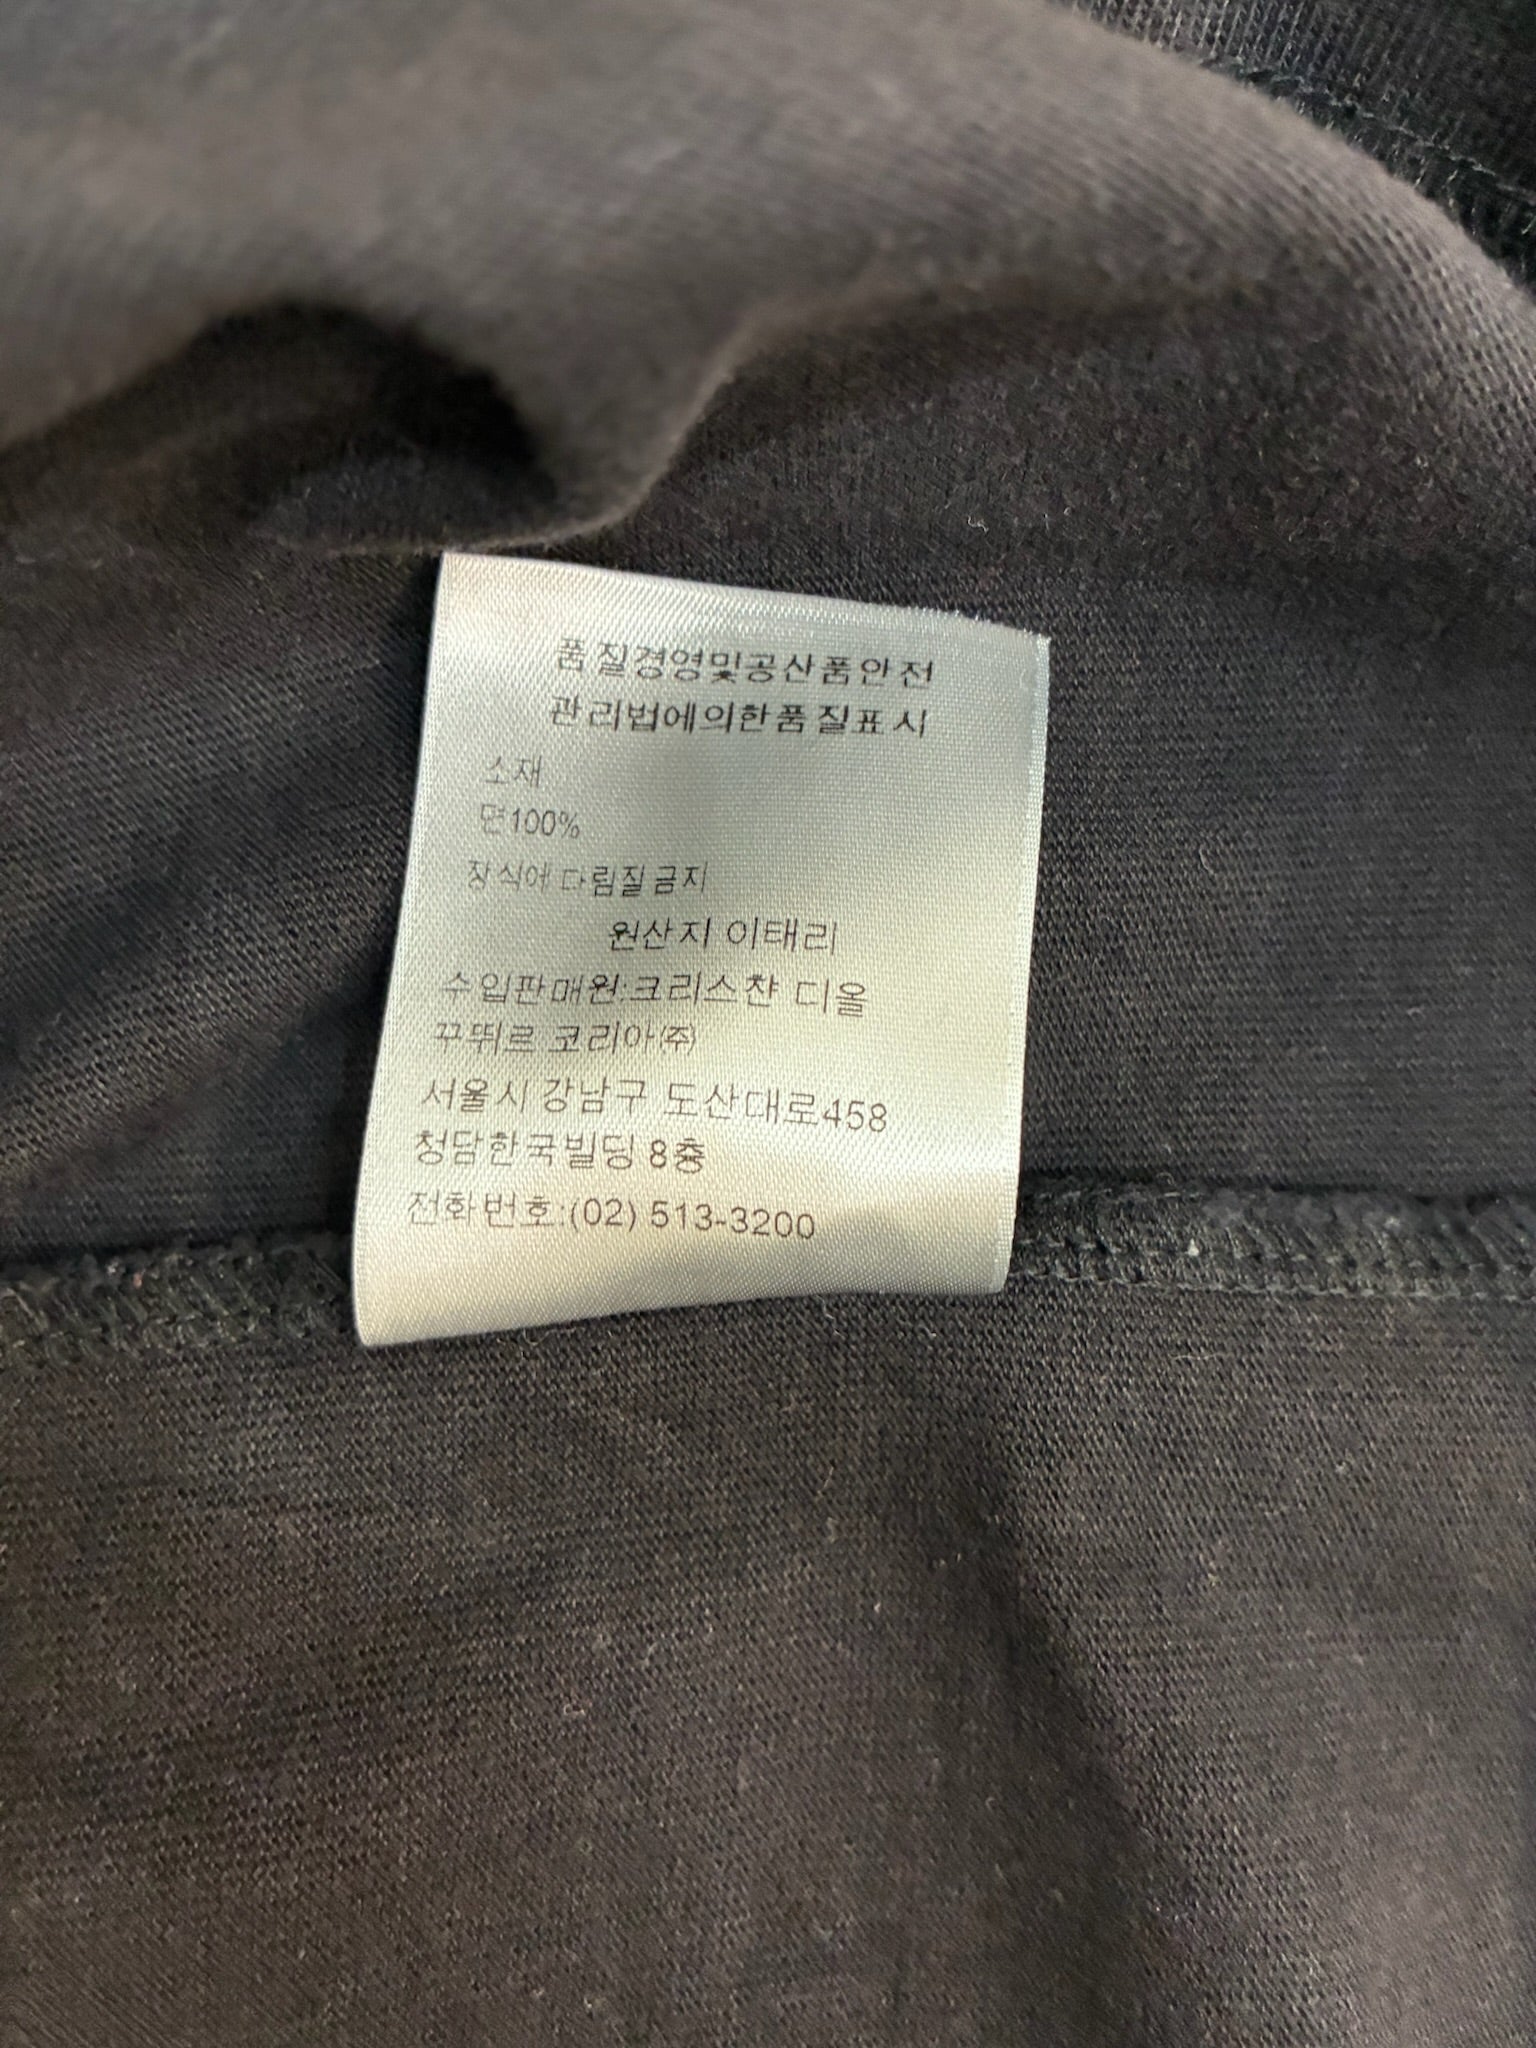 품질경영및공산품안전
관리법에의한품질표시
소재
면100%
장식에 다림질금지
원산지 이태리
수입판매원:크리스챤 디올
꾸뛰르 코리아㈜
서울시 강남구 도산대로458
청담한국빌딩 8층
전화번호:(02) 513-3200